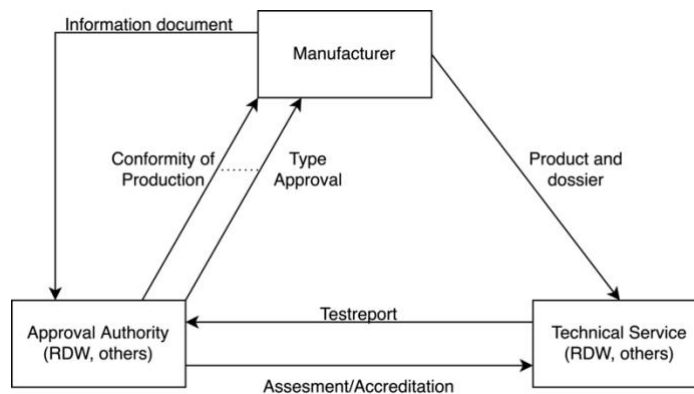 Information document
Manufacturer
Conformity of
Production
Type
Approval
Product and
dossier
Approval Authority
(RDW, others)
Testreport
Technical Service
(RDW, others)
Assesment/Accreditation